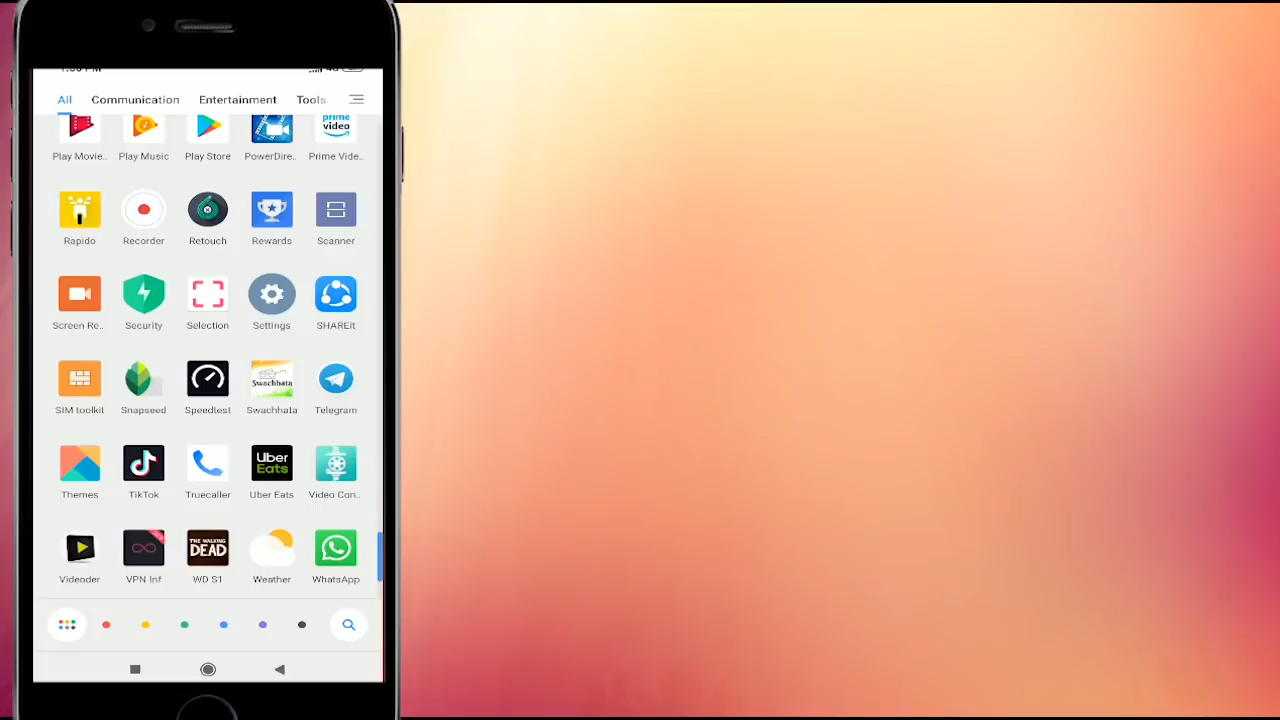 All Communication Entertainment Tools
prime video
Play Movie.. Play Music Play Store PowerDire.. Prime Vide..
Rapido Recorder Retouch Rewards Scanner
Screen Re.. Security Selection Settings SHAREit
Swachhata
SIM toolkit Snapseed Speedtest Swachhata Telegram
Uber Eats
Themes TikTok Truecaller Uber Eats Video Con..
THE WALKING DEAD
Videoder VPN Inf WD S1 Weather WhatsApp